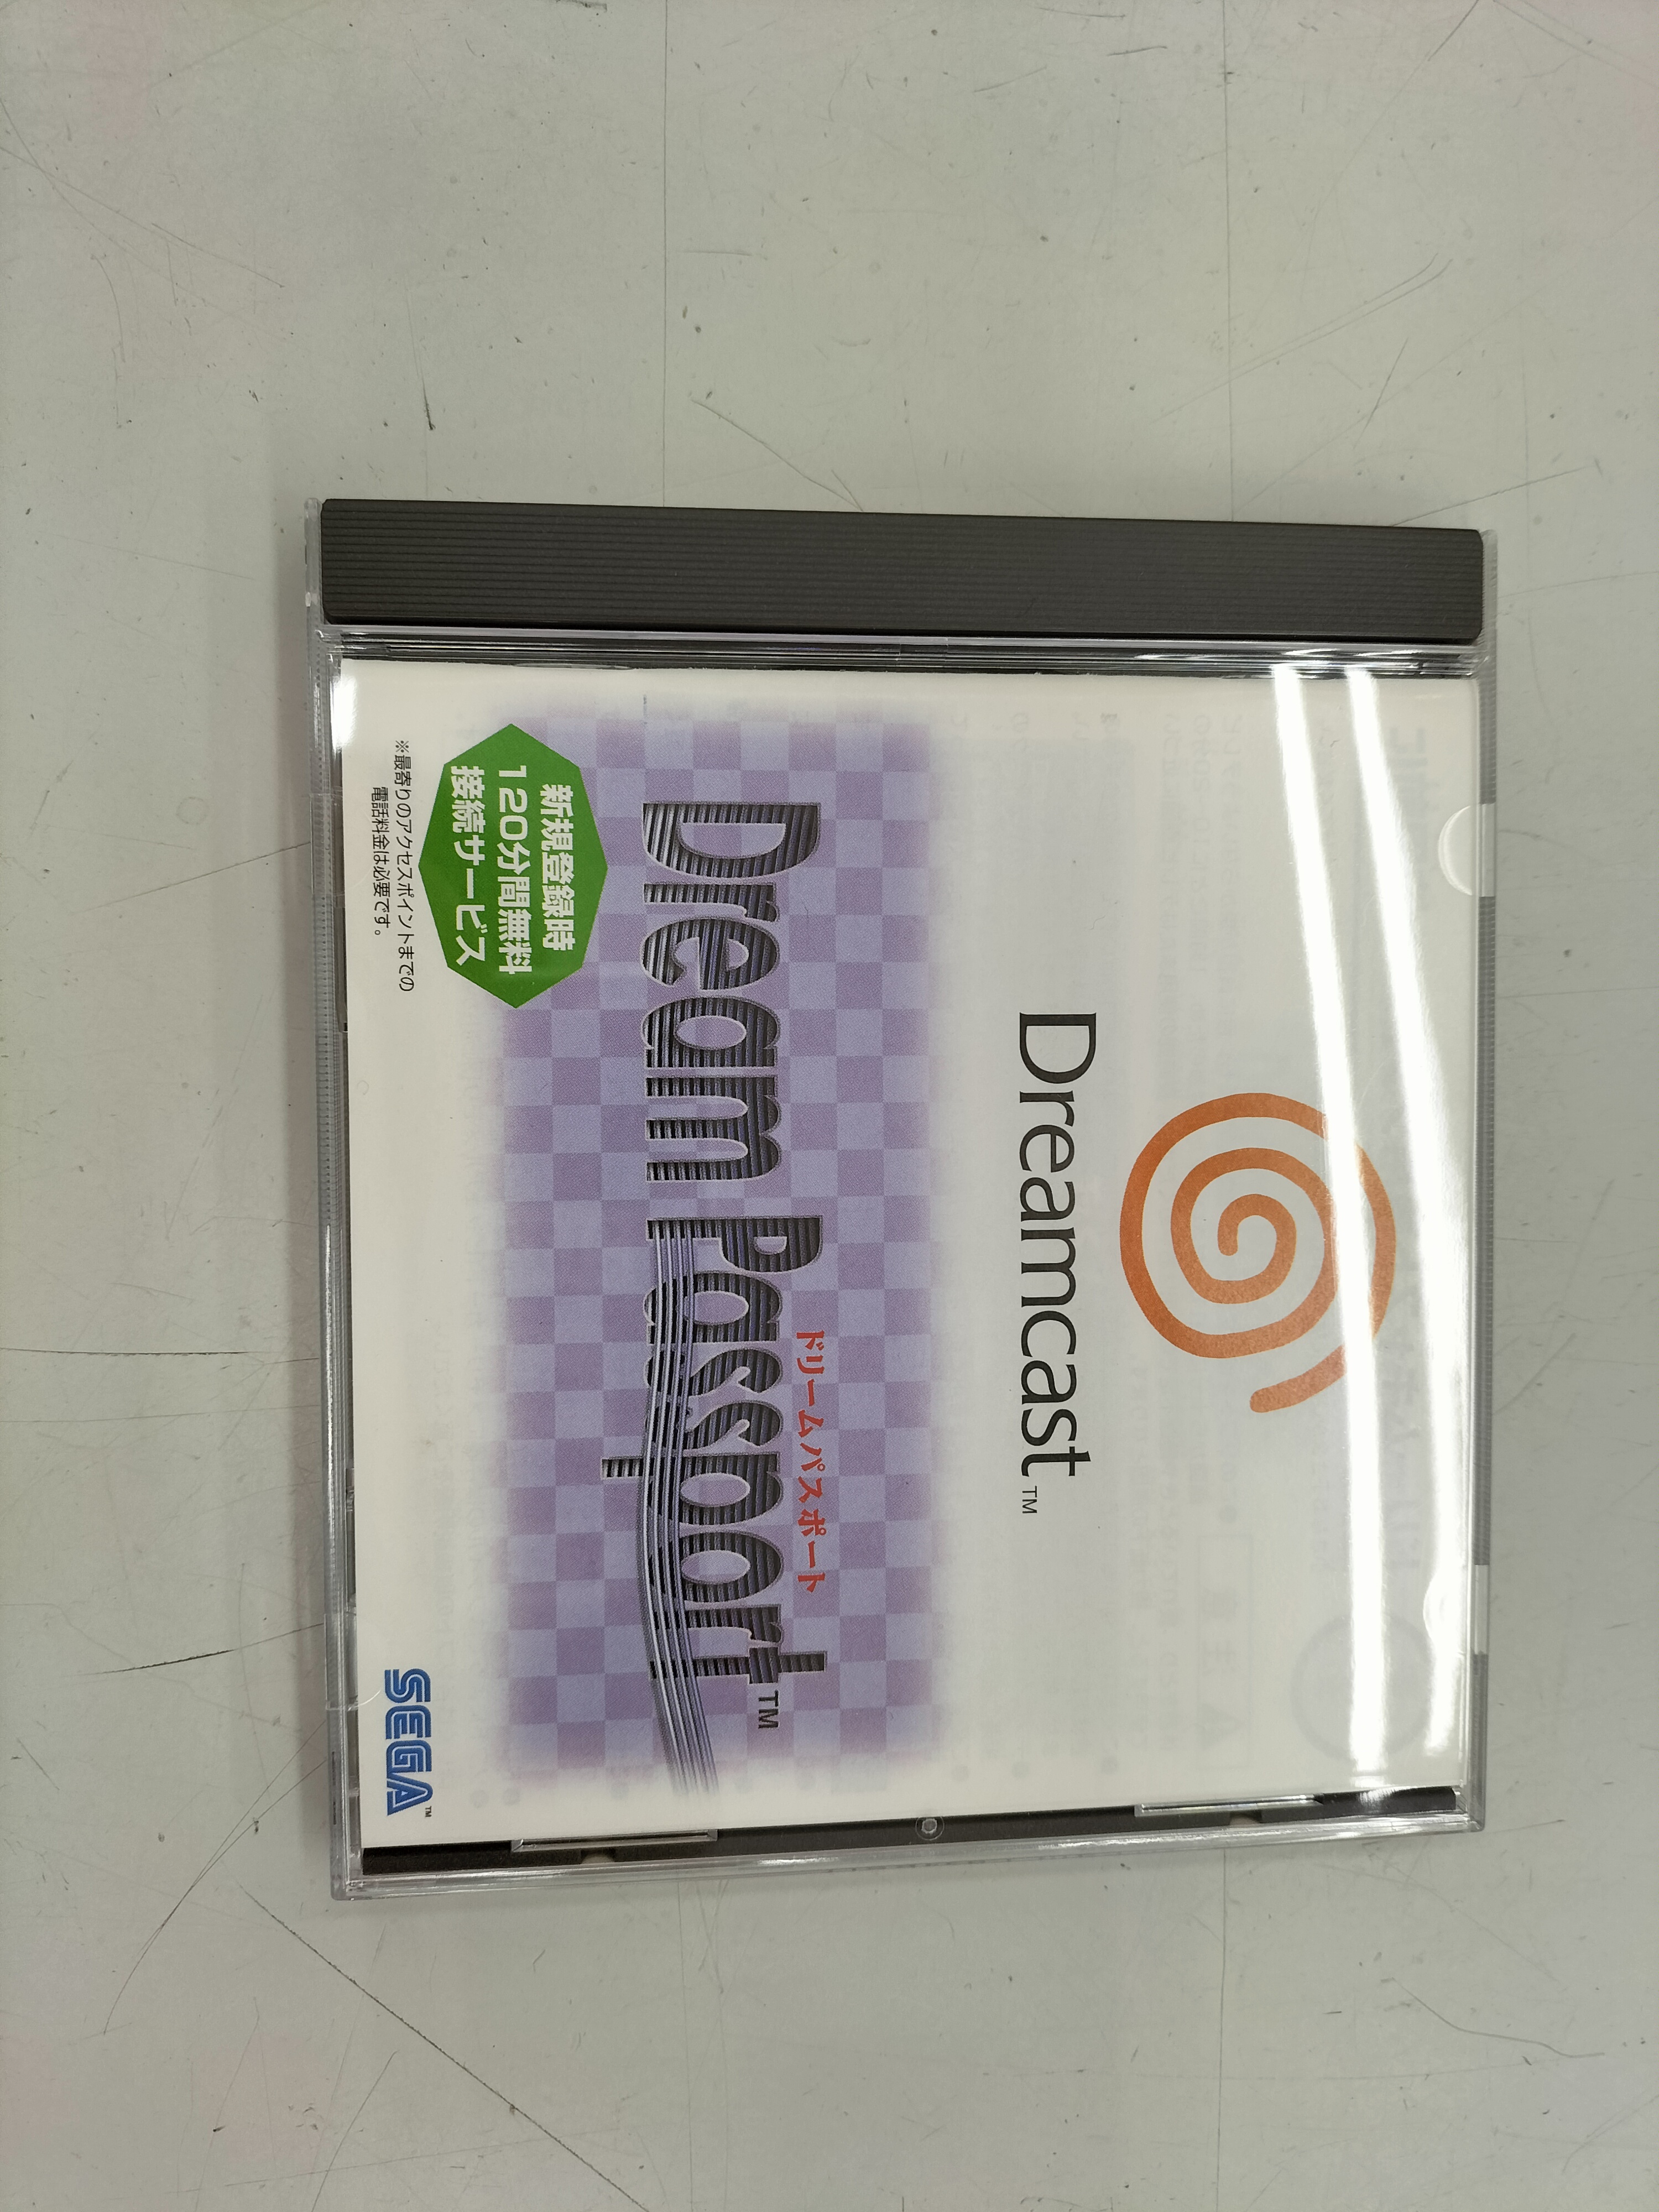 Dreamcast™
ドリームパスポート
Dream Passport™
新規登録時
120分間無料
接続サービス
※最寄りのアクセスポイントまでの
電話料金は必要です。
SEGA™